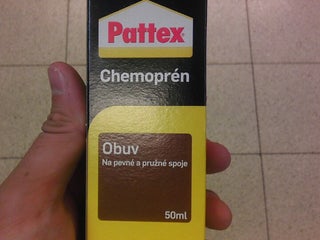 Pattex
Chemoprén
Obuv
Na pevné a pružné spoje
50ml